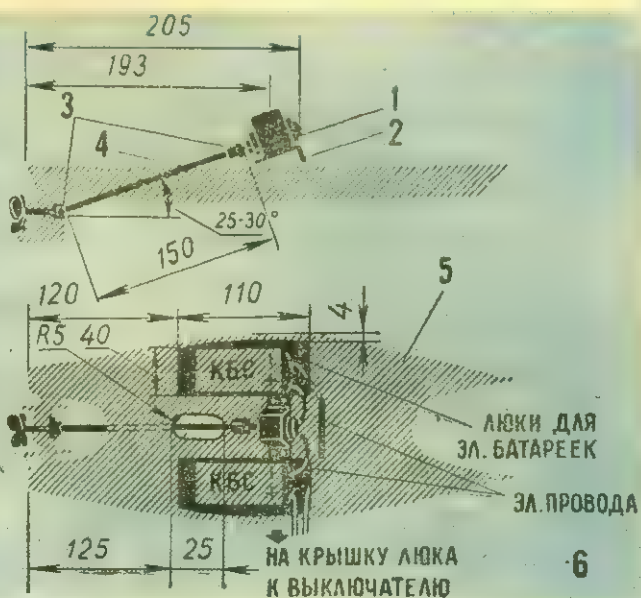 205
193
3
1
4
2
25-30°
150
5
120
110
4
R5 40
КБС
ЛЮКИ ДЛЯ
ЭЛ. БАТАРЕЕК
КБС
ЭЛ. ПРОВОДА
125
25
НА КРЫШКУ ЛЮКА
К ВЫКЛЮЧАТЕЛЮ
6